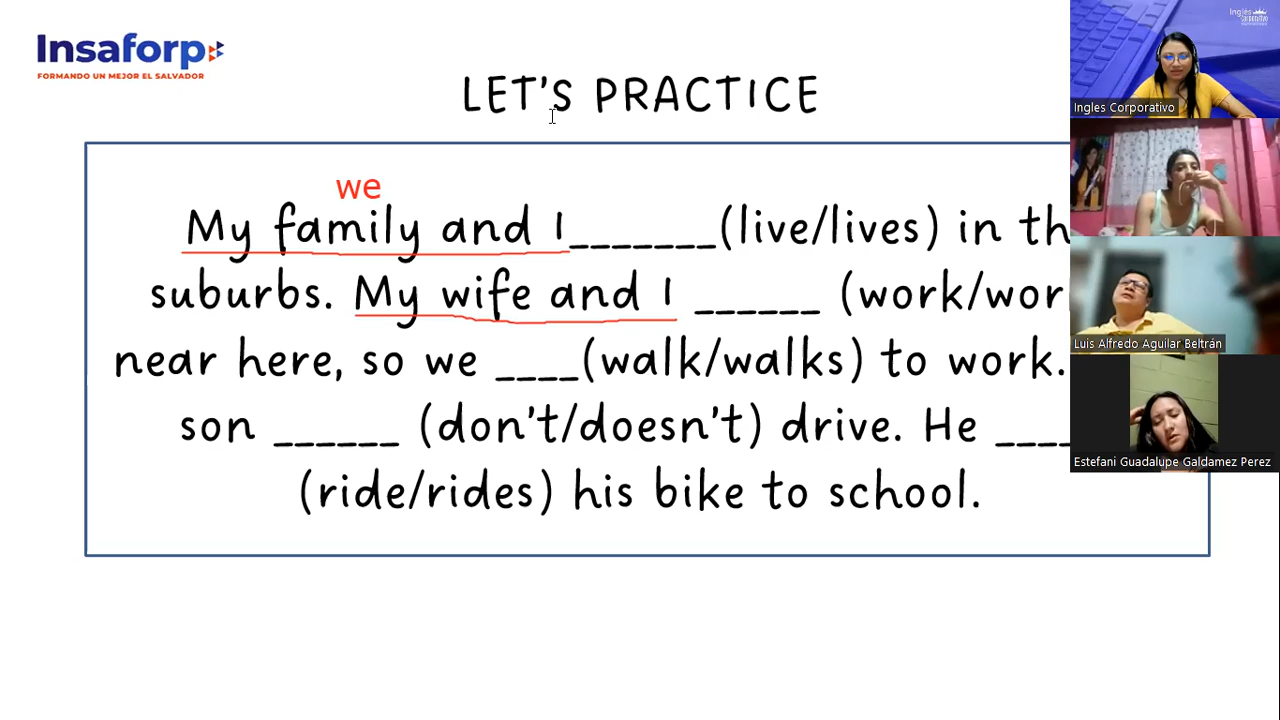 Insaforp
FORMANDO UN MEJOR EL SALVADOR
LET'S PRACTICE
we
My family and I_______(live/lives) in
suburbs. My wife and I ______ (work/
near here, so we ____(walk/walks) to work.
son ______ (don't/doesn't) drive. He ____
(ride/rides) his bike to school.
Ingles Corporativo
Luis Alfredo Aguilar Beltrán
Estefani Guadalupe Galdamez Perez